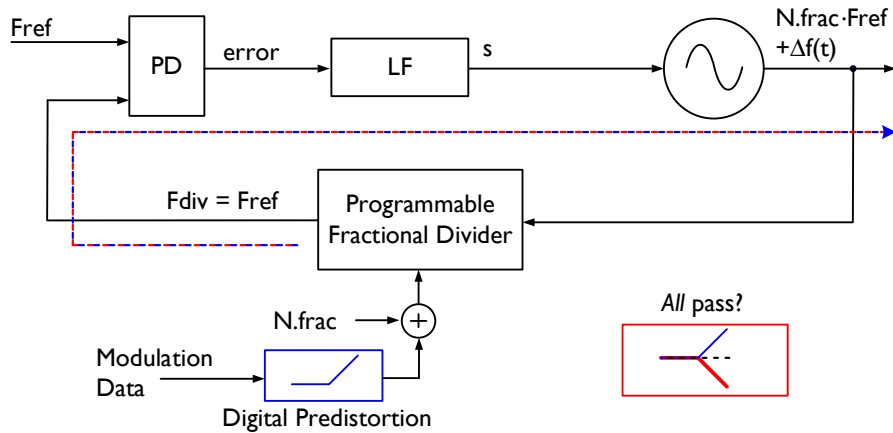 Fref
PD
error
LF
s
N.frac·Fref
+Δf(t)
Fdiv = Fref
Programmable
Fractional Divider
N.frac
+
All pass?
Modulation
Data
Digital Predistortion